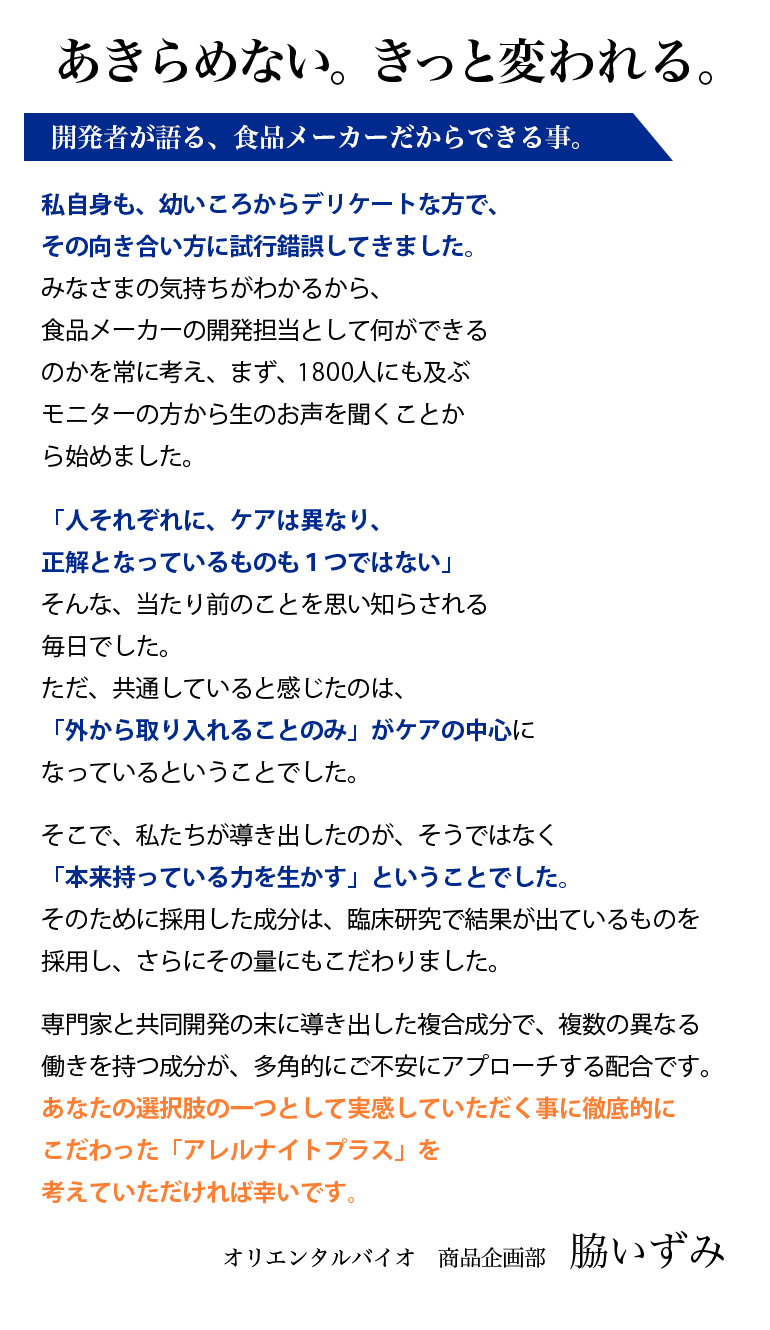 あきらめない。きっと変われる。
開発者が語る、食品メーカーだからできる事。
私自身も、幼いころからデリケートな方で、
その向き合い方に試行錯誤してきました。
みなさまの気持ちがわかるから、
食品メーカーの開発担当として何ができる
のかを常に考え、まず、1800人にも及ぶ
モニターの方から生のお声を聞くことか
ら始めました。
「人それぞれに、ケアは異なり、
正解となっているものも１つではない」
そんな、当たり前のことを思い知らされる
毎日でした。
ただ、共通していると感じたのは、
「外から取り入れることのみ」がケアの中心に
なっているということでした。
そこで、私たちが導き出したのが、そうではなく
「本来持っている力を生かす」ということでした。
そのために採用した成分は、臨床研究で結果が出ているものを
採用し、さらにその量にもこだわりました。
専門家と共同開発の末に導き出した複合成分で、複数の異なる
働きを持つ成分が、多角的にご不安にアプローチする配合です。
あなたの選択肢の一つとして実感していただく事に徹底的に
こだわった「アレルナイトプラス」を
考えていただければ幸いです。
オリエンタルバイオ　商品企画部　脇いずみ